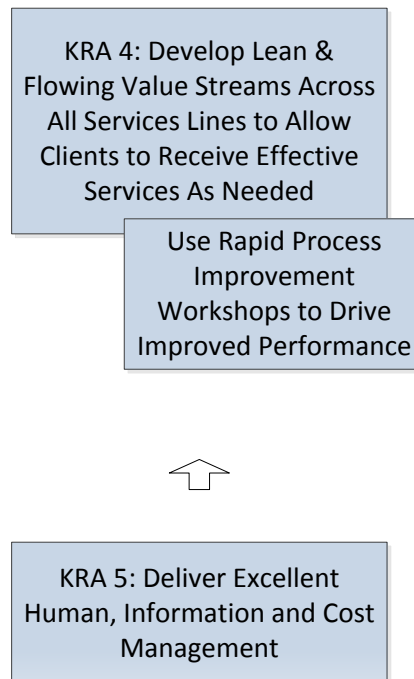 KRA 4: Develop Lean &
Flowing Value Streams Across
All Services Lines to Allow
Clients to Receive Effective
Services As Needed
Use Rapid Process
Improvement
Workshops to Drive
Improved Performance
KRA 5: Deliver Excellent
Human, Information and Cost
Management